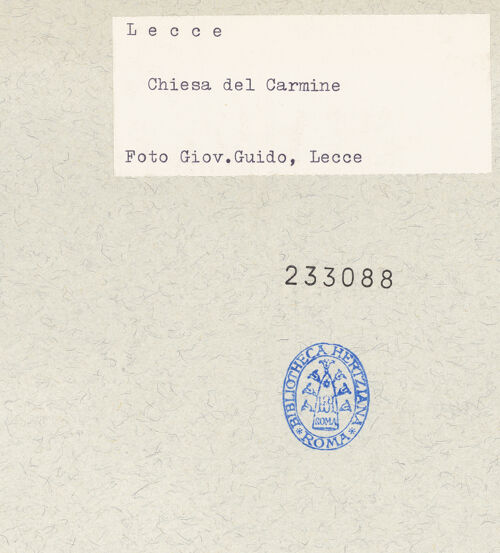 Lecce
Chiesa del Carmine
Foto Giov.Guido, Lecce
233088
BIBLIOTHECA HERTZIANA
ROMA
* ROMA *